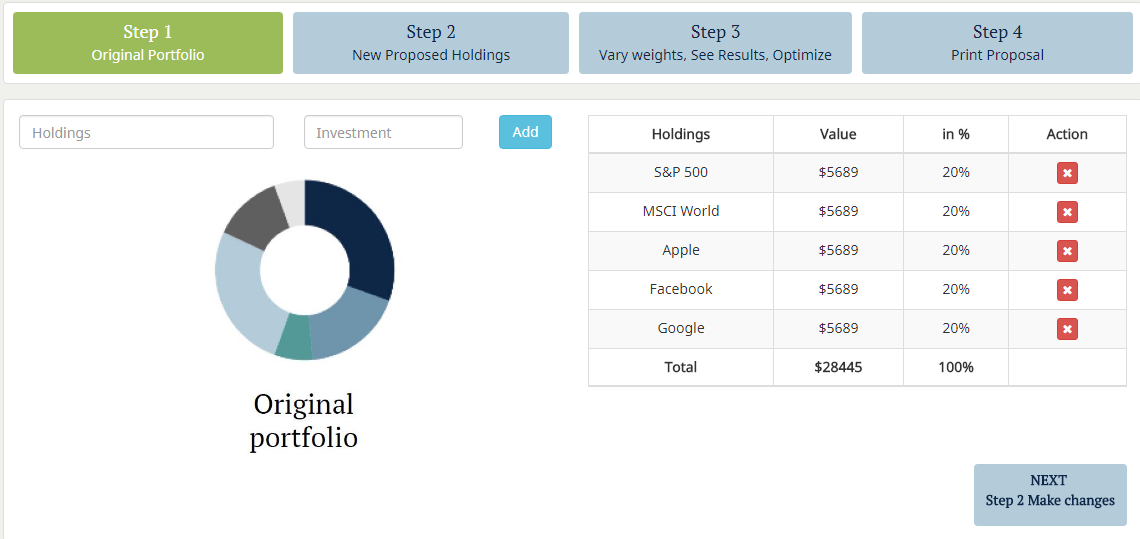 Step 1
Original Portfolio
Step 2
New Proposed Holdings
Step 3
Vary weights, See Results, Optimize
Step 4
Print Proposal
Holdings
Investment
Add
Original
portfolio
Holdings Value in % Action
S&P 500 $5689 20%
MSCI World $5689 20%
Apple $5689 20%
Facebook $5689 20%
Google $5689 20%
Total $28445 100%
NEXT
Step 2 Make changes